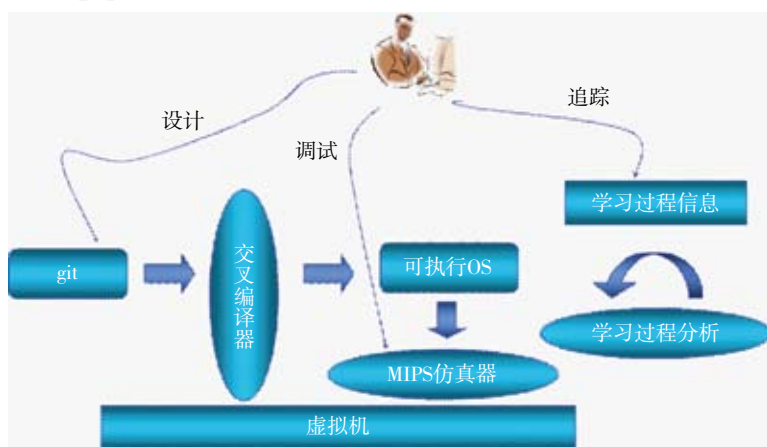 设计
追踪
调试
学习过程信息
git
交叉编译器
可执行OS
学习过程分析
MIPS仿真器
虚拟机